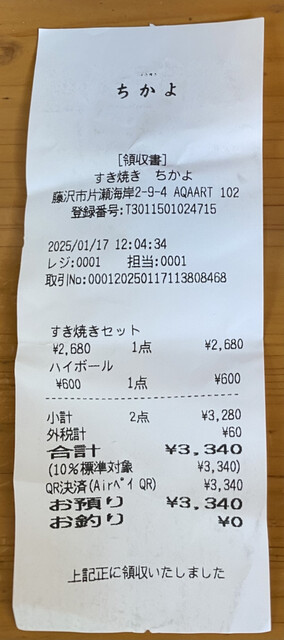 ちかよ
[領収書]
すき焼き ちかよ
藤沢市片瀬海岸2-9-4 AQAART 102
登録番号:T3011501024715
2025/01/17 12:04:34
レジ:0001 担当:0001
取引No:00012025011711380846​8
すき焼きセット
¥2,680 1点 ¥2,680
ハイボール
¥600 1点 ¥600
小計 2点 ¥3,280
外税計 ¥60
合計 ¥3,340
(10%標準対象 ¥3,340)
QR決済(Airペイ QR) ¥3,340
お預り ¥3,340
お釣り ¥0
上記正に領収いたしました